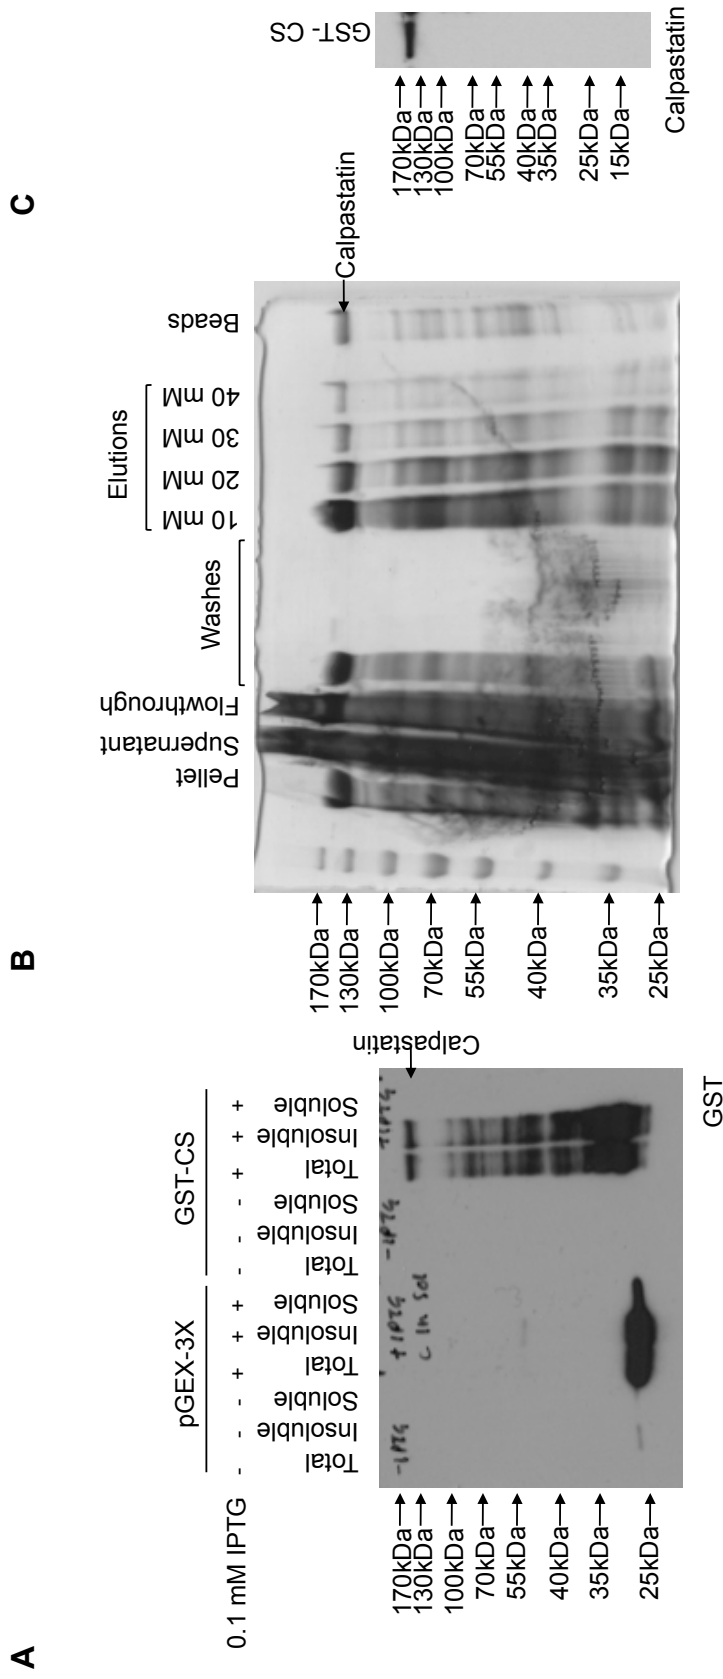 A
pGEX-3X
GST-CS
0.1 mM IPTG
- - - + + + - - - + + +
Total
Insoluble
Soluble
Total
Insoluble
Soluble
Total
Insoluble
Soluble
Total
Insoluble
Soluble
-IPTG
+IPTG
-IPTG
+IPTG
C In Sol
170kDa
130kDa
100kDa
70kDa
55kDa
40kDa
35kDa
25kDa
Calpastatin
GST
B
Pellet
Supernatant
Flowthrough
Washes
Elutions
10 mM
20 mM
30 mM
40 mM
Beads
170kDa
130kDa
100kDa
70kDa
55kDa
40kDa
35kDa
25kDa
Calpastatin
C
GST- CS
170kDa
130kDa
100kDa
70kDa
55kDa
40kDa
35kDa
25kDa
15kDa
Calpastatin